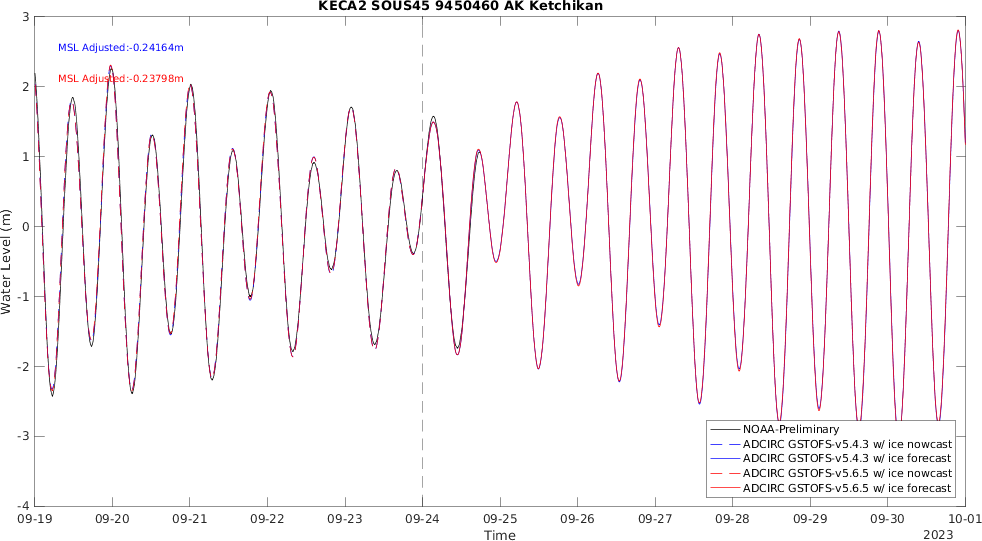 KECA2 SOUS45 9450460 AK Ketchikan
3
2
1
0
-1
-2
-3
-4
Water Level (m)
MSL Adjusted:-0.24164m
MSL Adjusted:-0.23798m
NOAA-Preliminary
ADCIRC GSTOFS-v5.4.3 w/ ice nowcast
ADCIRC GSTOFS-v5.4.3 w/ ice forecast
ADCIRC GSTOFS-v5.6.5 w/ ice nowcast
ADCIRC GSTOFS-v5.6.5 w/ ice forecast
09-19 09-20 09-21 09-22 09-23 09-24 09-25 09-26 09-27 09-28 09-29 09-30 10-01
Time
2023